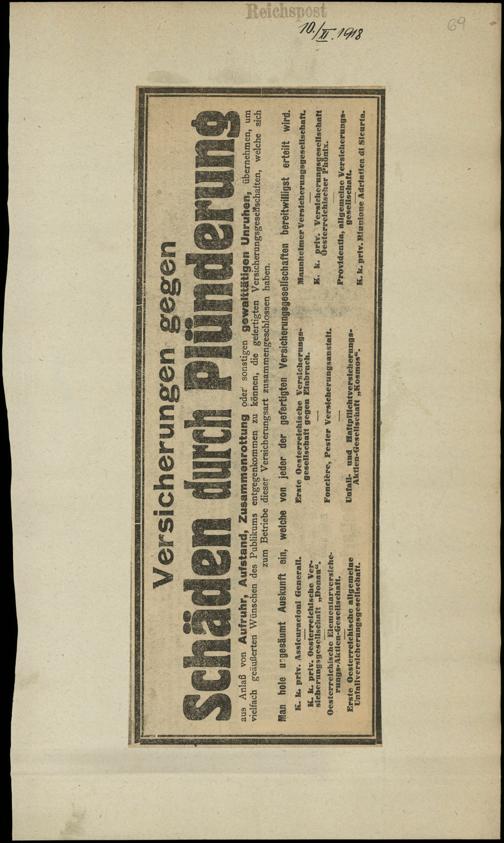 Reichspost
10./II. 1918
69
Versicherungen gegen
Schäden durch Plünderung
aus Anlaß von Aufruhr, Aufstand, Zusammenrottung oder sonstigen gewalttätigen Unruhen, übernehmen, um
vielfach geäußerten Wünschen des Publikums entgegenkommen zu können, die gefertigten Versicherungsgesellschaften, welche sich
zum Betriebe dieser Versicherungsart zusammengeschlossen haben.
Man hole ungesäumt Auskunft ein, welche von jeder der gefertigten Versicherungsgesellschaften bereitwilligst erteilt wird.
K. k. priv. Assicurazioni Generali.
K. k. priv. Oesterreichische Ver-
sicherungsgesellschaft „Donau“.
Oesterreichische Elementarversiche-
rungs-Aktien-Gesellschaft.
Erste Oesterreichische allgemeine
Unfallversicherungsgesellschaft.
Erste Oesterreichische Versicherungs-
gesellschaft gegen Einbruch.
Foncière, Pester Versicherungsanstalt.
Unfall- und Haftpflichtversicherungs-
Aktien-Gesellschaft „Kosmos“.
Mannheimer Versicherungsgesellschaft.
K. k. priv. Versicherungsgesellschaft
Oesterreichischer Phönix.
Providentia, allgemeine Versicherungs-
gesellschaft.
K. k. priv. Riunione Adriatica di Sicurta.